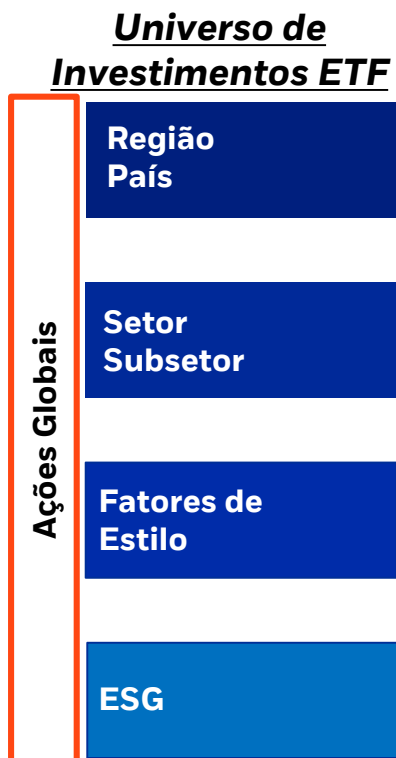 Universo de
Investimentos ETF
Ações Globais
Região
País
Setor
Subsetor
Fatores de
Estilo
ESG